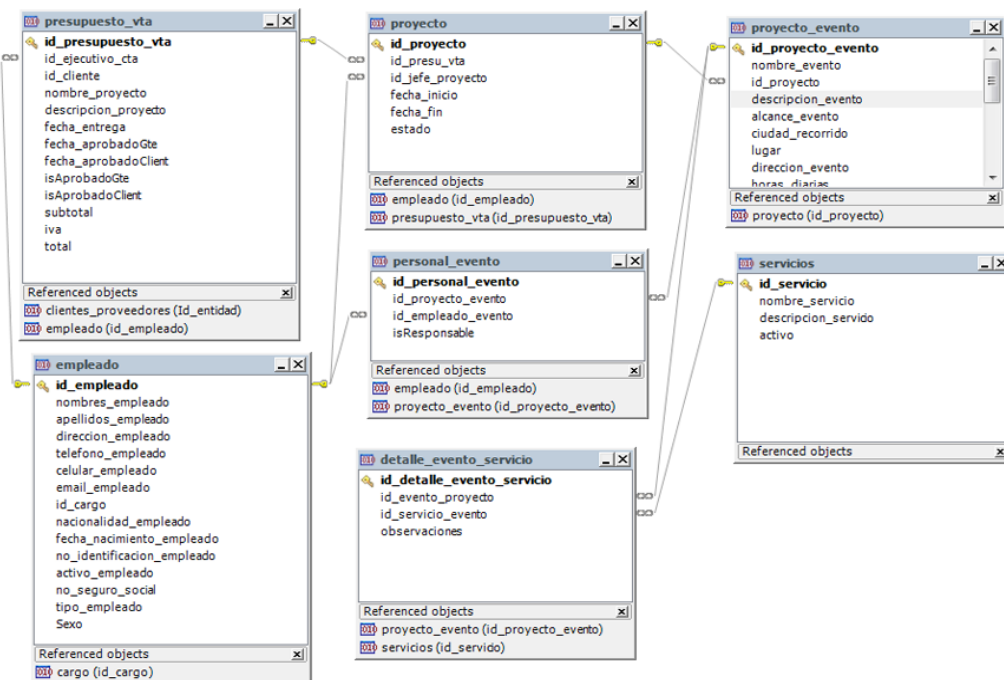 presupuesto_vta
id_presupuesto_vta
id_ejecutivo_cta
id_cliente
nombre_proyecto
descripcion_proyecto
fecha_entrega
fecha_aprobadoGte
fecha_aprobadoClient
isAprobadoGte
isAprobadoClient
subtotal
iva
total
Referenced objects
clientes_proveedores (Id_entidad)
empleado (id_empleado)
proyecto
id_proyecto
id_presu_vta
id_jefe_proyecto
fecha_inicio
fecha_fin
estado
Referenced objects
empleado (id_empleado)
presupuesto_vta (id_presupuesto_vta)
proyecto_evento
id_proyecto_evento
nombre_evento
id_proyecto
descripcion_evento
alcance_evento
ciudad_recorrido
lugar
direccion_evento
horas_diarias
Referenced objects
proyecto (id_proyecto)
personal_evento
id_personal_evento
id_proyecto_evento
id_empleado_evento
isResponsable
Referenced objects
empleado (id_empleado)
proyecto_evento (id_proyecto_evento)
servicios
id_servicio
nombre_servicio
descripcion_servicio
activo
Referenced objects
empleado
id_empleado
nombres_empleado
apellidos_empleado
direccion_empleado
telefono_empleado
celular_empleado
email_empleado
id_cargo
nacionalidad_empleado
fecha_nacimiento_empleado
no_identificacion_empleado
activo_empleado
no_seguro_social
tipo_empleado
Sexo
Referenced objects
cargo (id_cargo)
detalle_evento_servicio
id_detalle_evento_servicio
id_evento_proyecto
id_servicio_evento
observaciones
Referenced objects
proyecto_evento (id_proyecto_evento)
servicios (id_servicio)